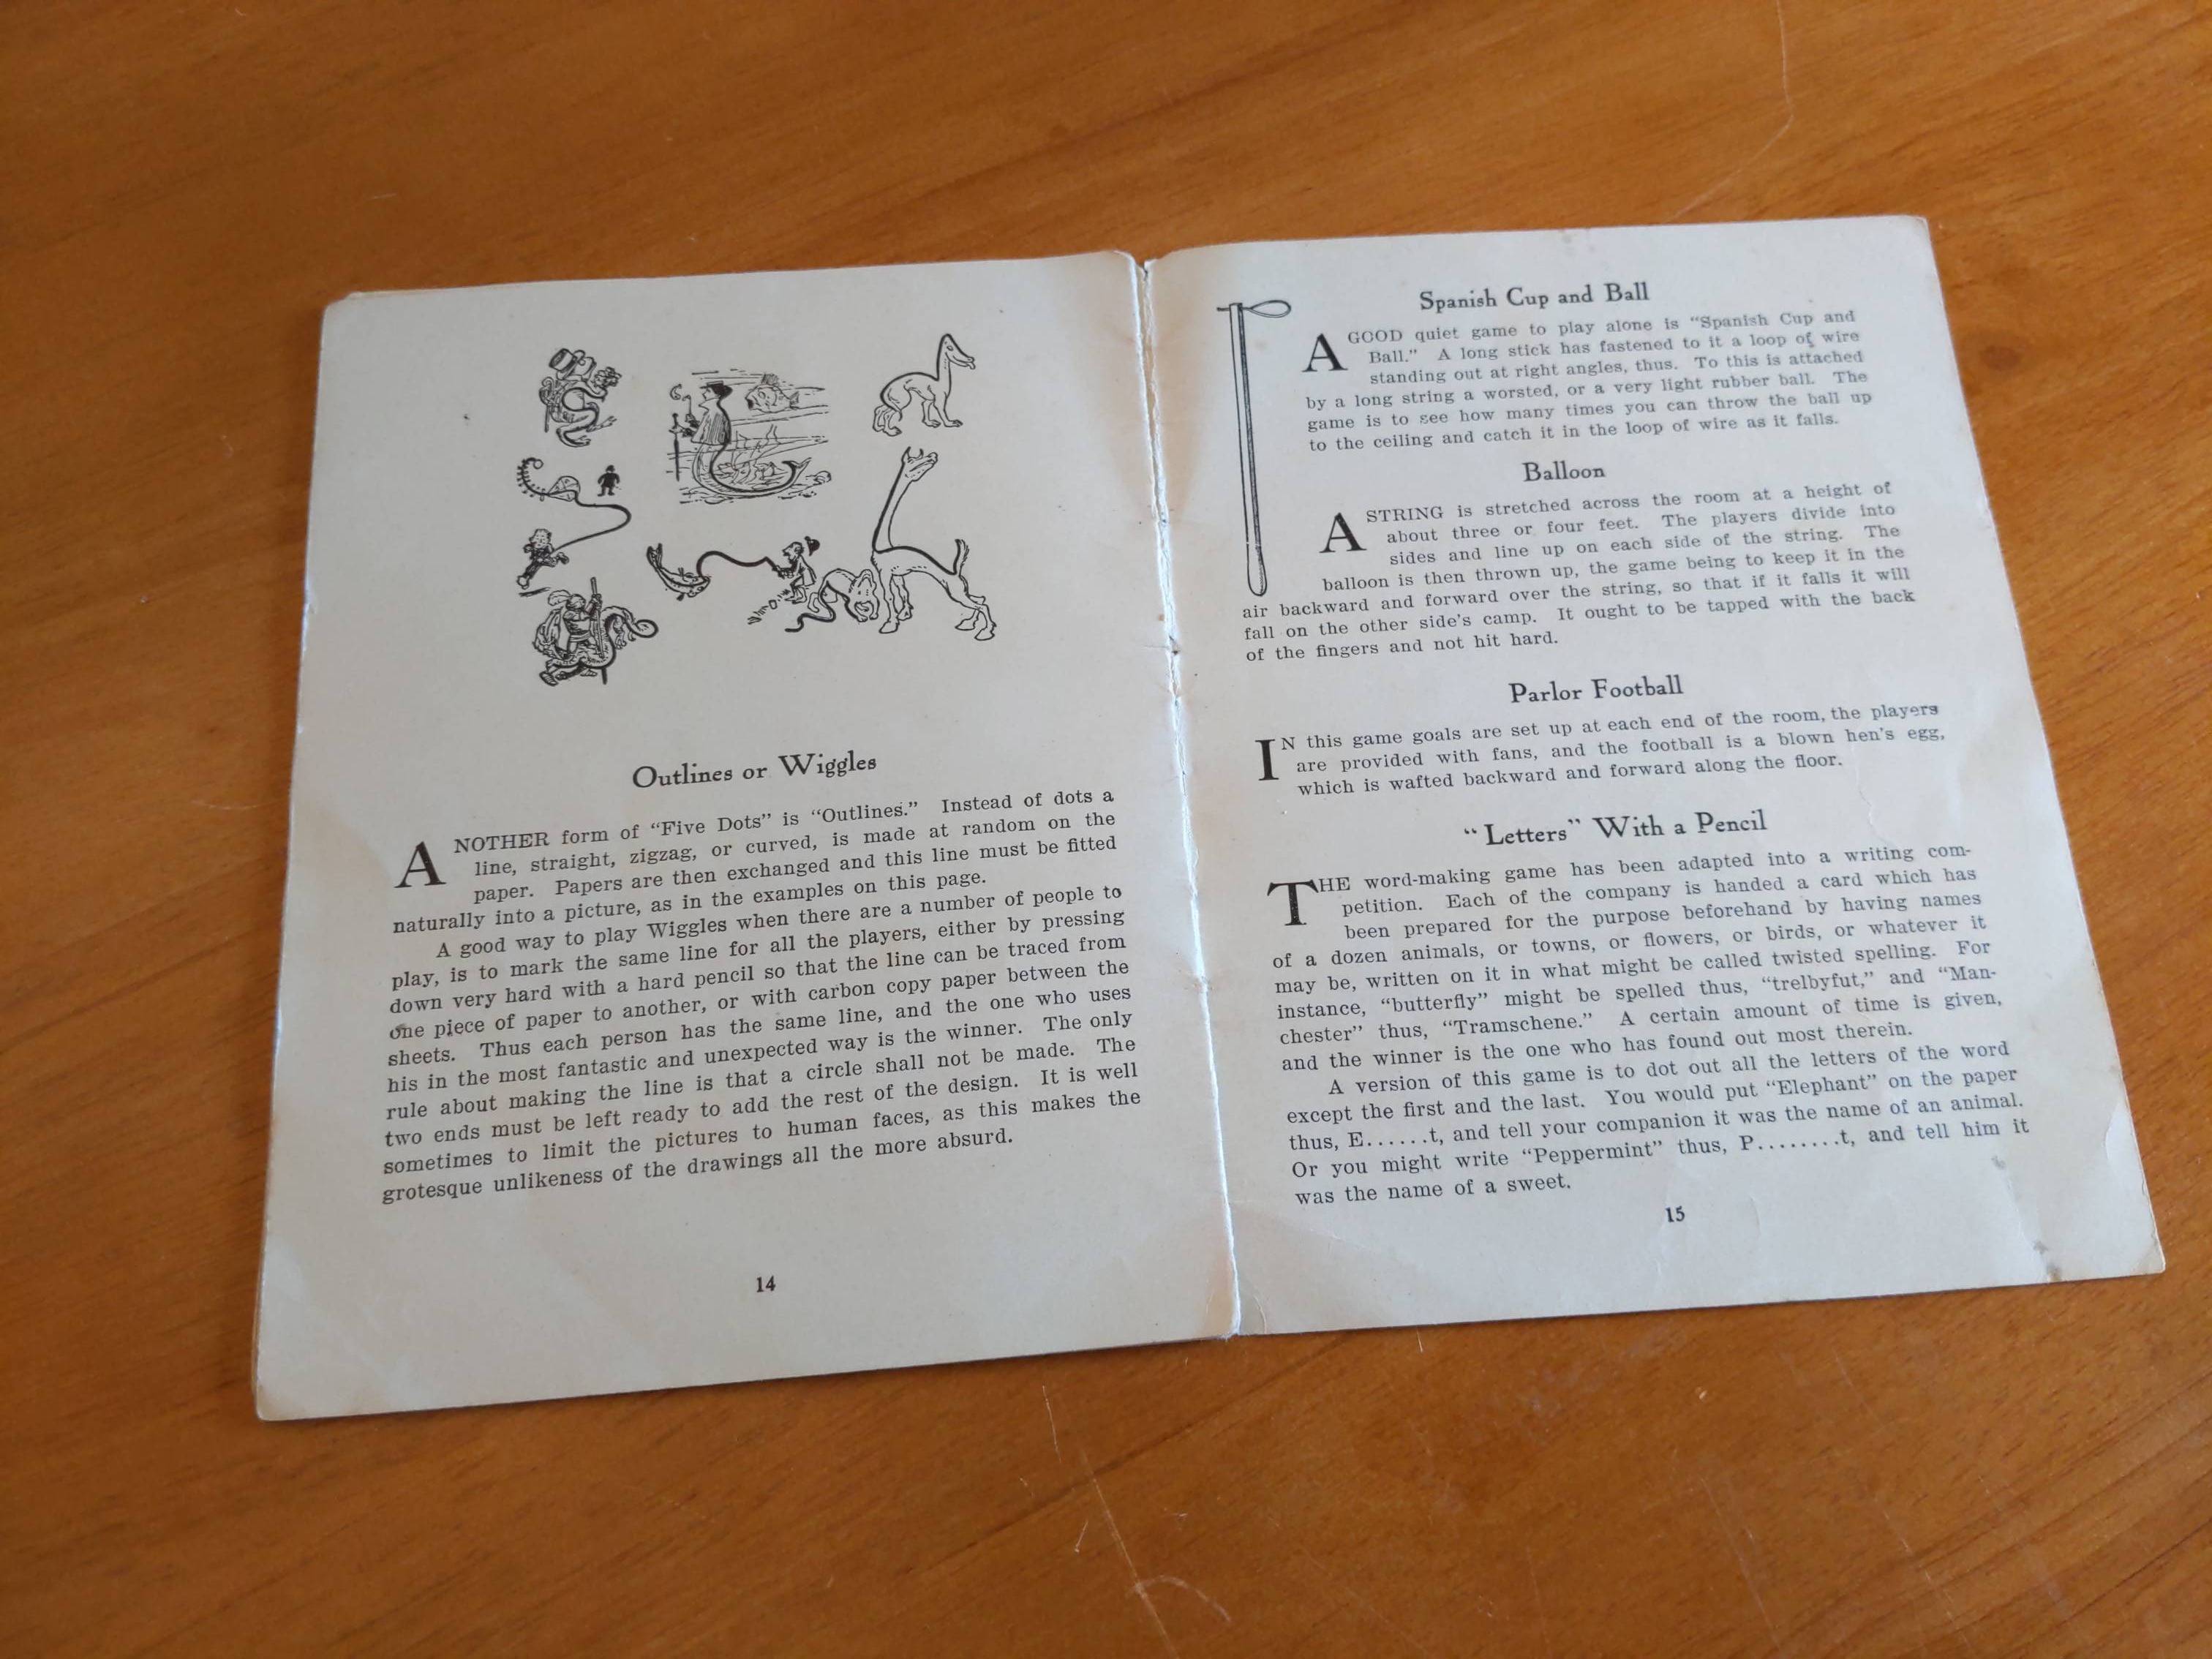 Outlines or Wiggles
ANOTHER form of “Five Dots” is “Outlines.” Instead of dots a
line, straight, zigzag, or curved, is made at random on the
paper. Papers are then exchanged and this line must be fitted
naturally into a picture, as in the examples on this page.
A good way to play Wiggles when there are a number of people to
play, is to mark the same line for all the players, either by pressing
down very hard with a hard pencil so that the line can be traced from
one piece of paper to another, or with carbon copy paper between the
sheets. Thus each person has the same line, and the one who uses
his in the most fantastic and unexpected way is the winner. The only
rule about making the line is that a circle shall not be made. The
two ends must be left ready to add the rest of the design. It is well
sometimes to limit the pictures to human faces, as this makes the
grotesque unlikeness of the drawings all the more absurd.
14
Spanish Cup and Ball
A GOOD quiet game to play alone is “Spanish Cup and
Ball.” A long stick has fastened to it a loop of wire
standing out at right angles, thus. To this is attached
by a long string a worsted, or a very light rubber ball. The
game is to see how many times you can throw the ball up
to the ceiling and catch it in the loop of wire as it falls.
Balloon
A STRING is stretched across the room at a height of
about three or four feet. The players divide into
sides and line up on each side of the string. The
balloon is then thrown up, the game being to keep it in the
air backward and forward over the string, so that if it falls it will
fall on the other side’s camp. It ought to be tapped with the back
of the fingers and not hit hard.
Parlor Football
IN this game goals are set up at each end of the room, the players
are provided with fans, and the football is a blown hen’s egg,
which is wafted backward and forward along the floor.
“Letters” With a Pencil
THE word-making game has been adapted into a writing com-
petition. Each of the company is handed a card which has
been prepared for the purpose beforehand by having names
of a dozen animals, or towns, or flowers, or birds, or whatever it
may be, written on it in what might be called twisted spelling. For
instance, “butterfly” might be spelled thus, “trelbyfut,” and “Man-
chester” thus, “Tramschene.” A certain amount of time is given,
and the winner is the one who has found out most therein.
A version of this game is to dot out all the letters of the word
except the first and the last. You would put “Elephant” on the paper
thus, E......t, and tell your companion it was the name of an animal.
Or you might write “Peppermint” thus, P........t, and tell him it
was the name of a sweet.
15